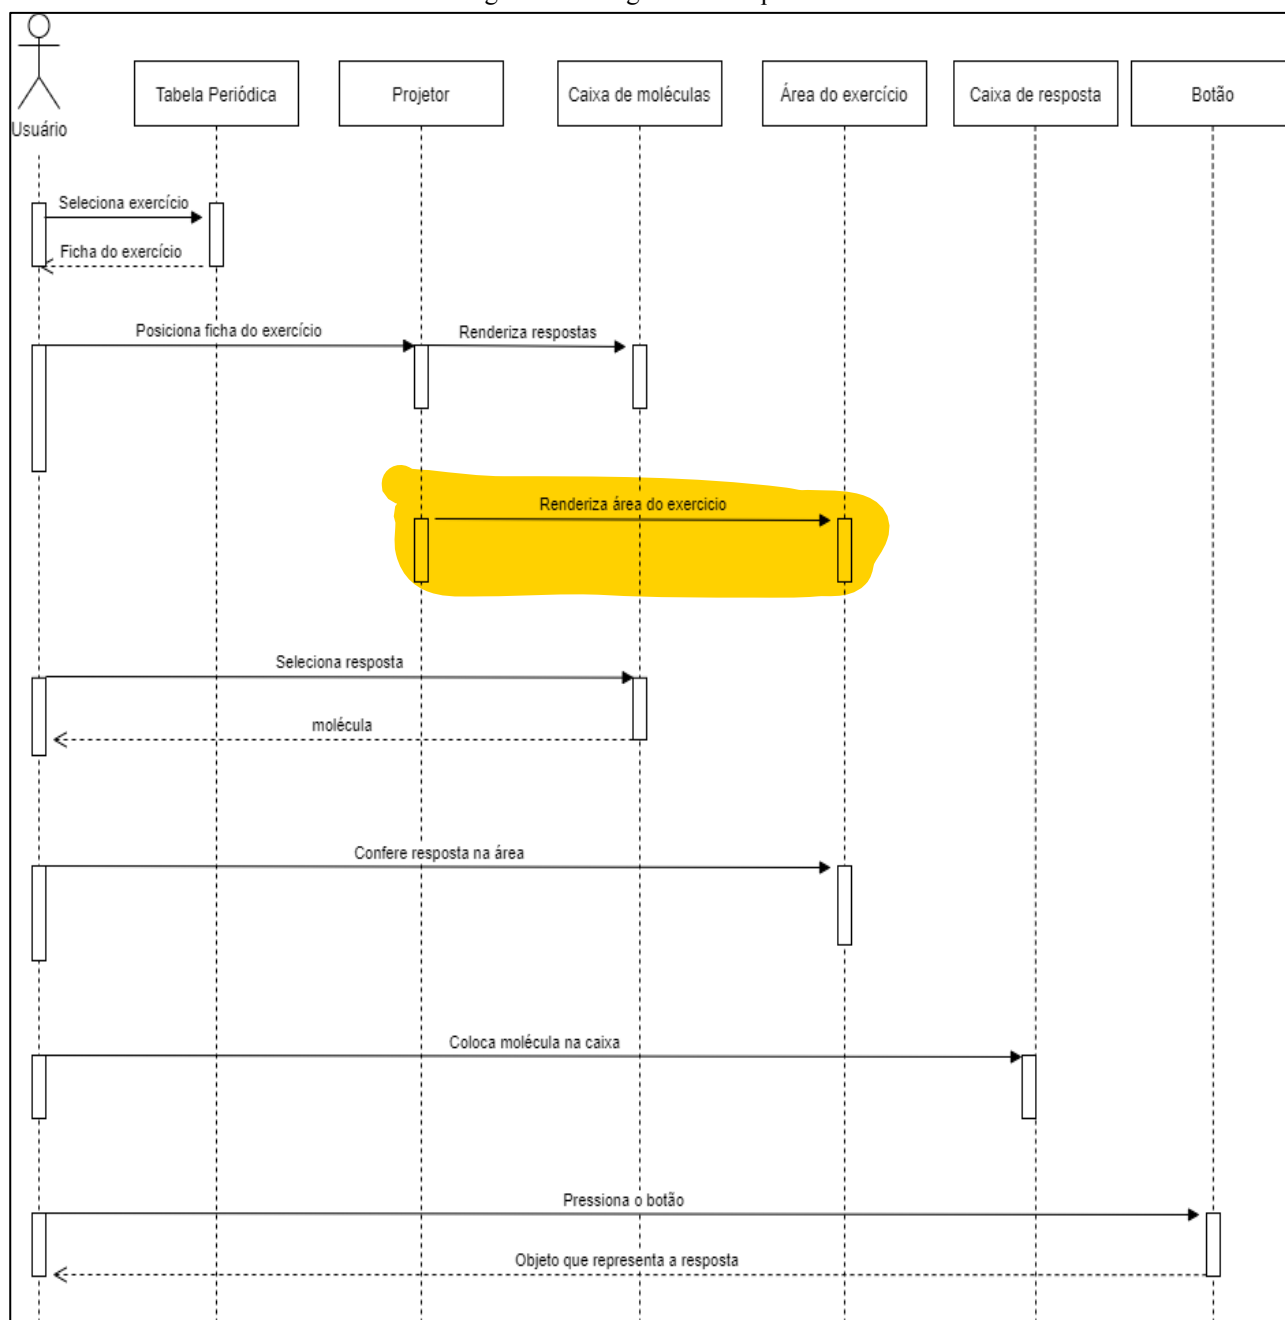 Usuário
Tabela Periódica
Projetor
Caixa de moléculas
Área do exercício
Caixa de resposta
Botão
Seleciona exercício
Ficha do exercício
Posiciona ficha do exercício
Renderiza respostas
Renderiza área do exercicio
Seleciona resposta
molécula
Confere resposta na área
Coloca molécula na caixa
Pressiona o botão
Objeto que representa a resposta